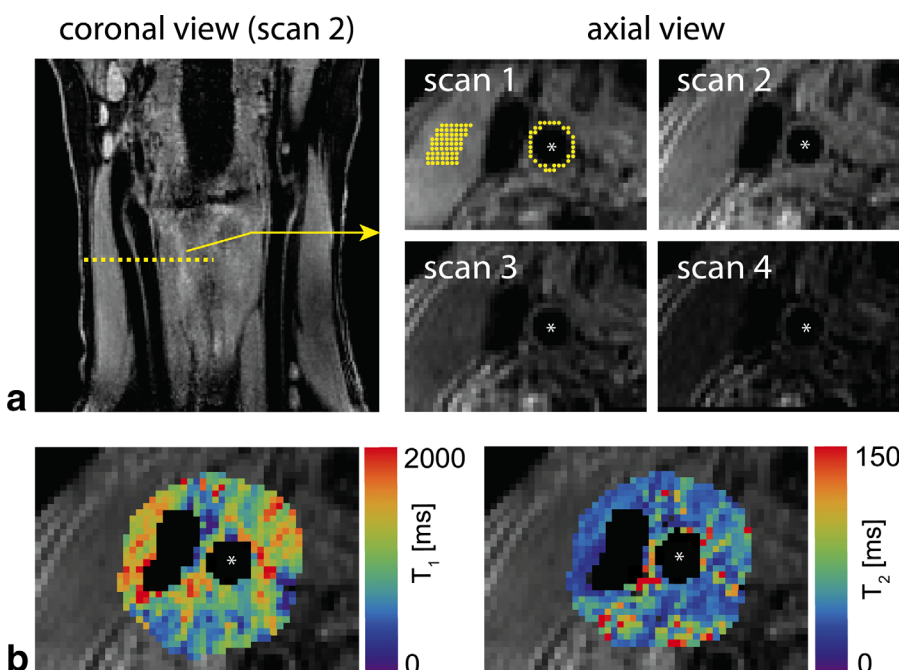 coronal view (scan 2)
axial view
scan 1
*
scan 2
*
scan 3
*
scan 4
*
a
2000
T₁ [ms]
0
*
150
T₂ [ms]
0
*
b